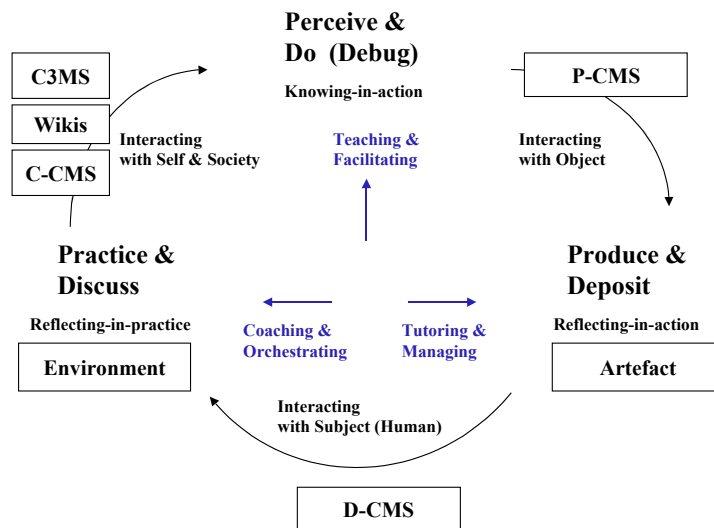 Perceive &
Do (Debug)
Knowing-in-action
C3MS
Wikis
C-CMS
Interacting
with Self & Society
Teaching &
Facilitating
P-CMS
Interacting
with Object
Practice &
Discuss
Reflecting-in-practice
Environment
Coaching &
Orchestrating
Tutoring &
Managing
Produce &
Deposit
Reflecting-in-action
Artefact
Interacting
with Subject (Human)
D-CMS